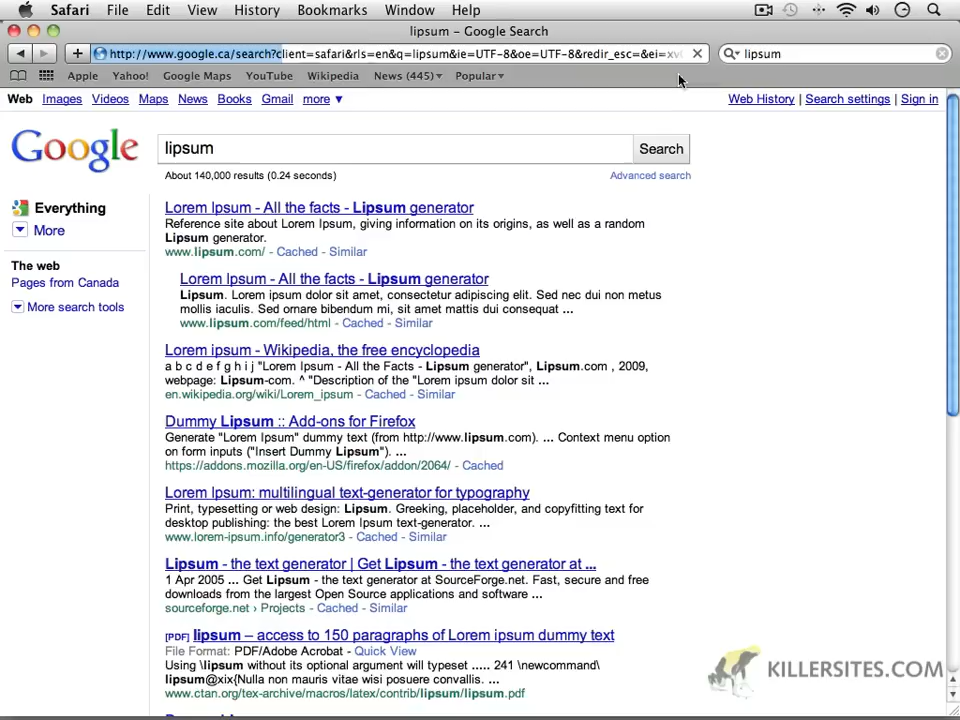 Safari File Edit View History Bookmarks Window Help
lipsum – Google Search
http://www.google.ca/search?client=safari&rls=en&q=lipsum&ie=UTF-8&oe=UTF-8&redir_esc=&ei= lipsum
Apple Yahoo! Google Maps YouTube Wikipedia News (445) Popular
Web Images Videos Maps News Books Gmail more Web History | Search settings | Sign in
Google lipsum Search
About 140,000 results (0.24 seconds) Advanced search
Everything
More
The web
Pages from Canada
More search tools
Lorem Ipsum - All the facts - Lipsum generator
Reference site about Lorem Ipsum, giving information on its origins, as well as a random
Lipsum generator.
www.lipsum.com/ - Cached - Similar
Lorem Ipsum - All the facts - Lipsum generator
Lipsum. Lorem ipsum dolor sit amet, consectetur adipiscing elit. Sed nec dui non metus
mollis iaculis. Sed ornare bibendum mi, sit amet mattis dui consequat ...
www.lipsum.com/feed/html - Cached - Similar
Lorem ipsum - Wikipedia, the free encyclopedia
a b c d e f g h i j "Lorem Ipsum - All the Facts - Lipsum generator", Lipsum.com , 2009,
webpage: Lipsum-com. ^ "Description of the "Lorem ipsum dolor sit ...
en.wikipedia.org/wiki/Lorem_ipsum - Cached - Similar
Dummy Lipsum :: Add-ons for Firefox
Generate "Lorem Ipsum" dummy text (from http://www.lipsum.com). ... Context menu option
on form inputs ("Insert Dummy Lipsum"). ...
https://addons.mozilla.org/en-US/firefox/addon/2064/ - Cached
Lorem Ipsum: multilingual text-generator for typography
Print, typesetting or web design: Lipsum. Greeking, placeholder, and copyfitting text for
desktop publishing: the best Lorem Ipsum text-generator. ...
www.lorem-ipsum.info/generator3 - Cached - Similar
Lipsum - the text generator | Get Lipsum - the text generator at ...
1 Apr 2005 ... Get Lipsum - the text generator at SourceForge.net. Fast, secure and free
downloads from the largest Open Source applications and software ...
sourceforge.net › Projects - Cached - Similar
[PDF] lipsum – access to 150 paragraphs of Lorem ipsum dummy text
File Format: PDF/Adobe Acrobat - Quick View
Using \lipsum without its optional argument will typeset ..... 241 \newcommand\
lipsum@xix{Nulla non mauris vitae wisi posuere convallis. ...
www.ctan.org/tex-archive/macros/latex/contrib/lipsum/lipsum.pdf
KILLERSITES.COM